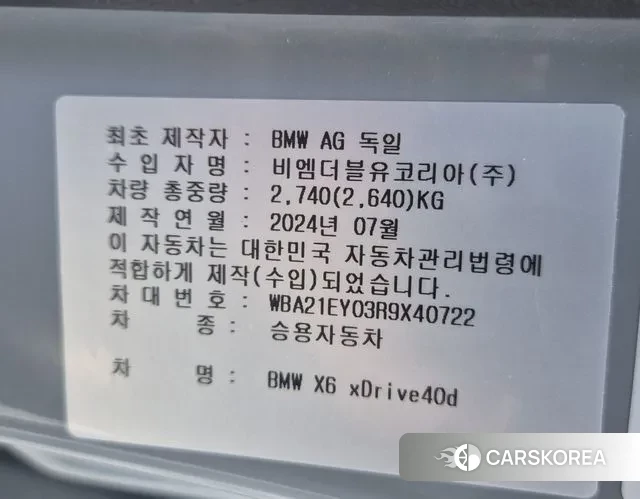 최초 제작자 : BMW AG 독일
수 입 자 명 : 비엠더블유코리아(주)
차량 총중량 : 2,740(2,640)KG
제 작 연 월 : 2024년 07월
이 자동차는 대한민국 자동차관리법령에
적합하게 제작(수입)되었습니다.
차 대 번 호 : WBA21EY03R9X40722
차 종 : 승용자동차
차 명 : BMW X6 xDrive40d
CARSKOREA